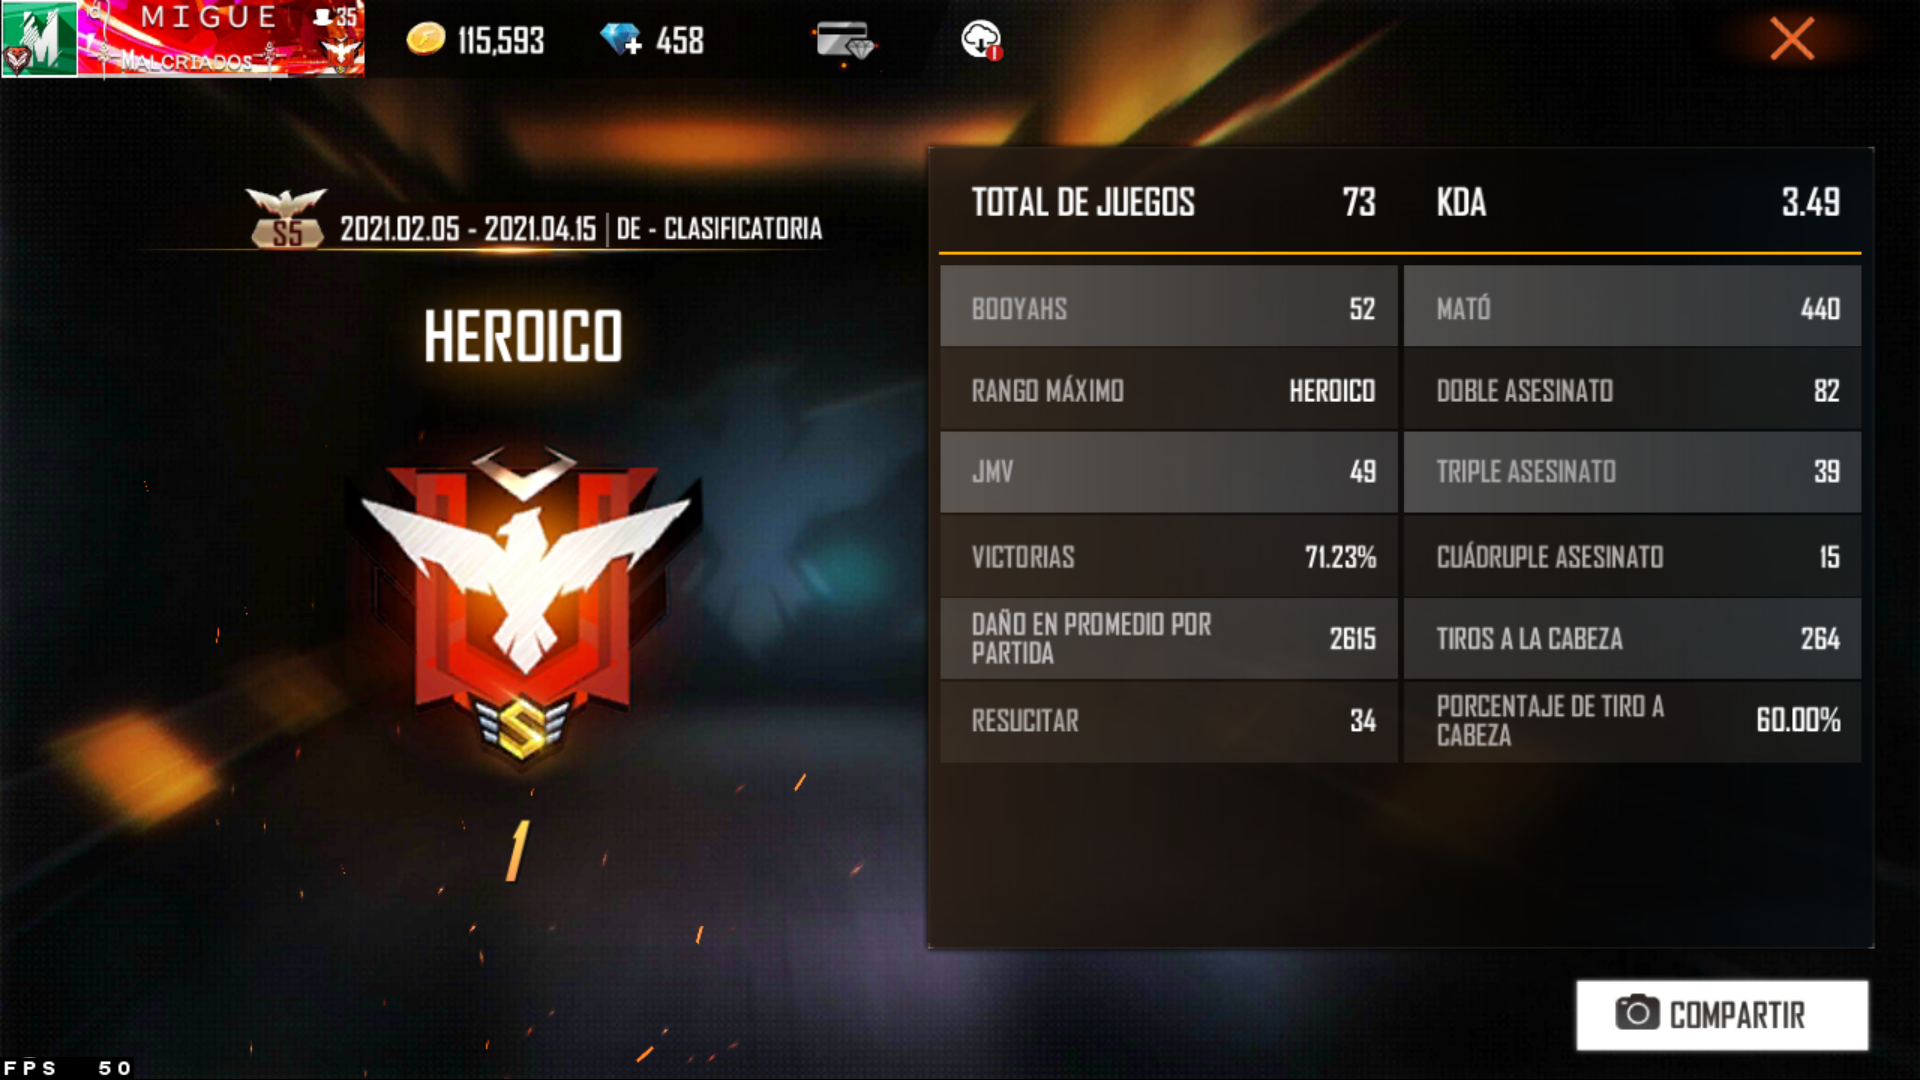 MIGUE
35
MALCRIADOS
115,593
458
S5
2021.02.05 - 2021.04.15 | DE - CLASIFICATORIA
HEROICO
1
TOTAL DE JUEGOS 73
KDA 3.49
BOOYAHS 52
MATÓ 440
RANGO MÁXIMO HEROICO
DOBLE ASESINATO 82
JMV 49
TRIPLE ASESINATO 39
VICTORIAS 71.23%
CUÁDRUPLE ASESINATO 15
DAÑO EN PROMEDIO POR
PARTIDA 2615
TIROS A LA CABEZA 264
RESUCITAR 34
PORCENTAJE DE TIRO A
CABEZA 60.00%
COMPARTIR
FPS 50